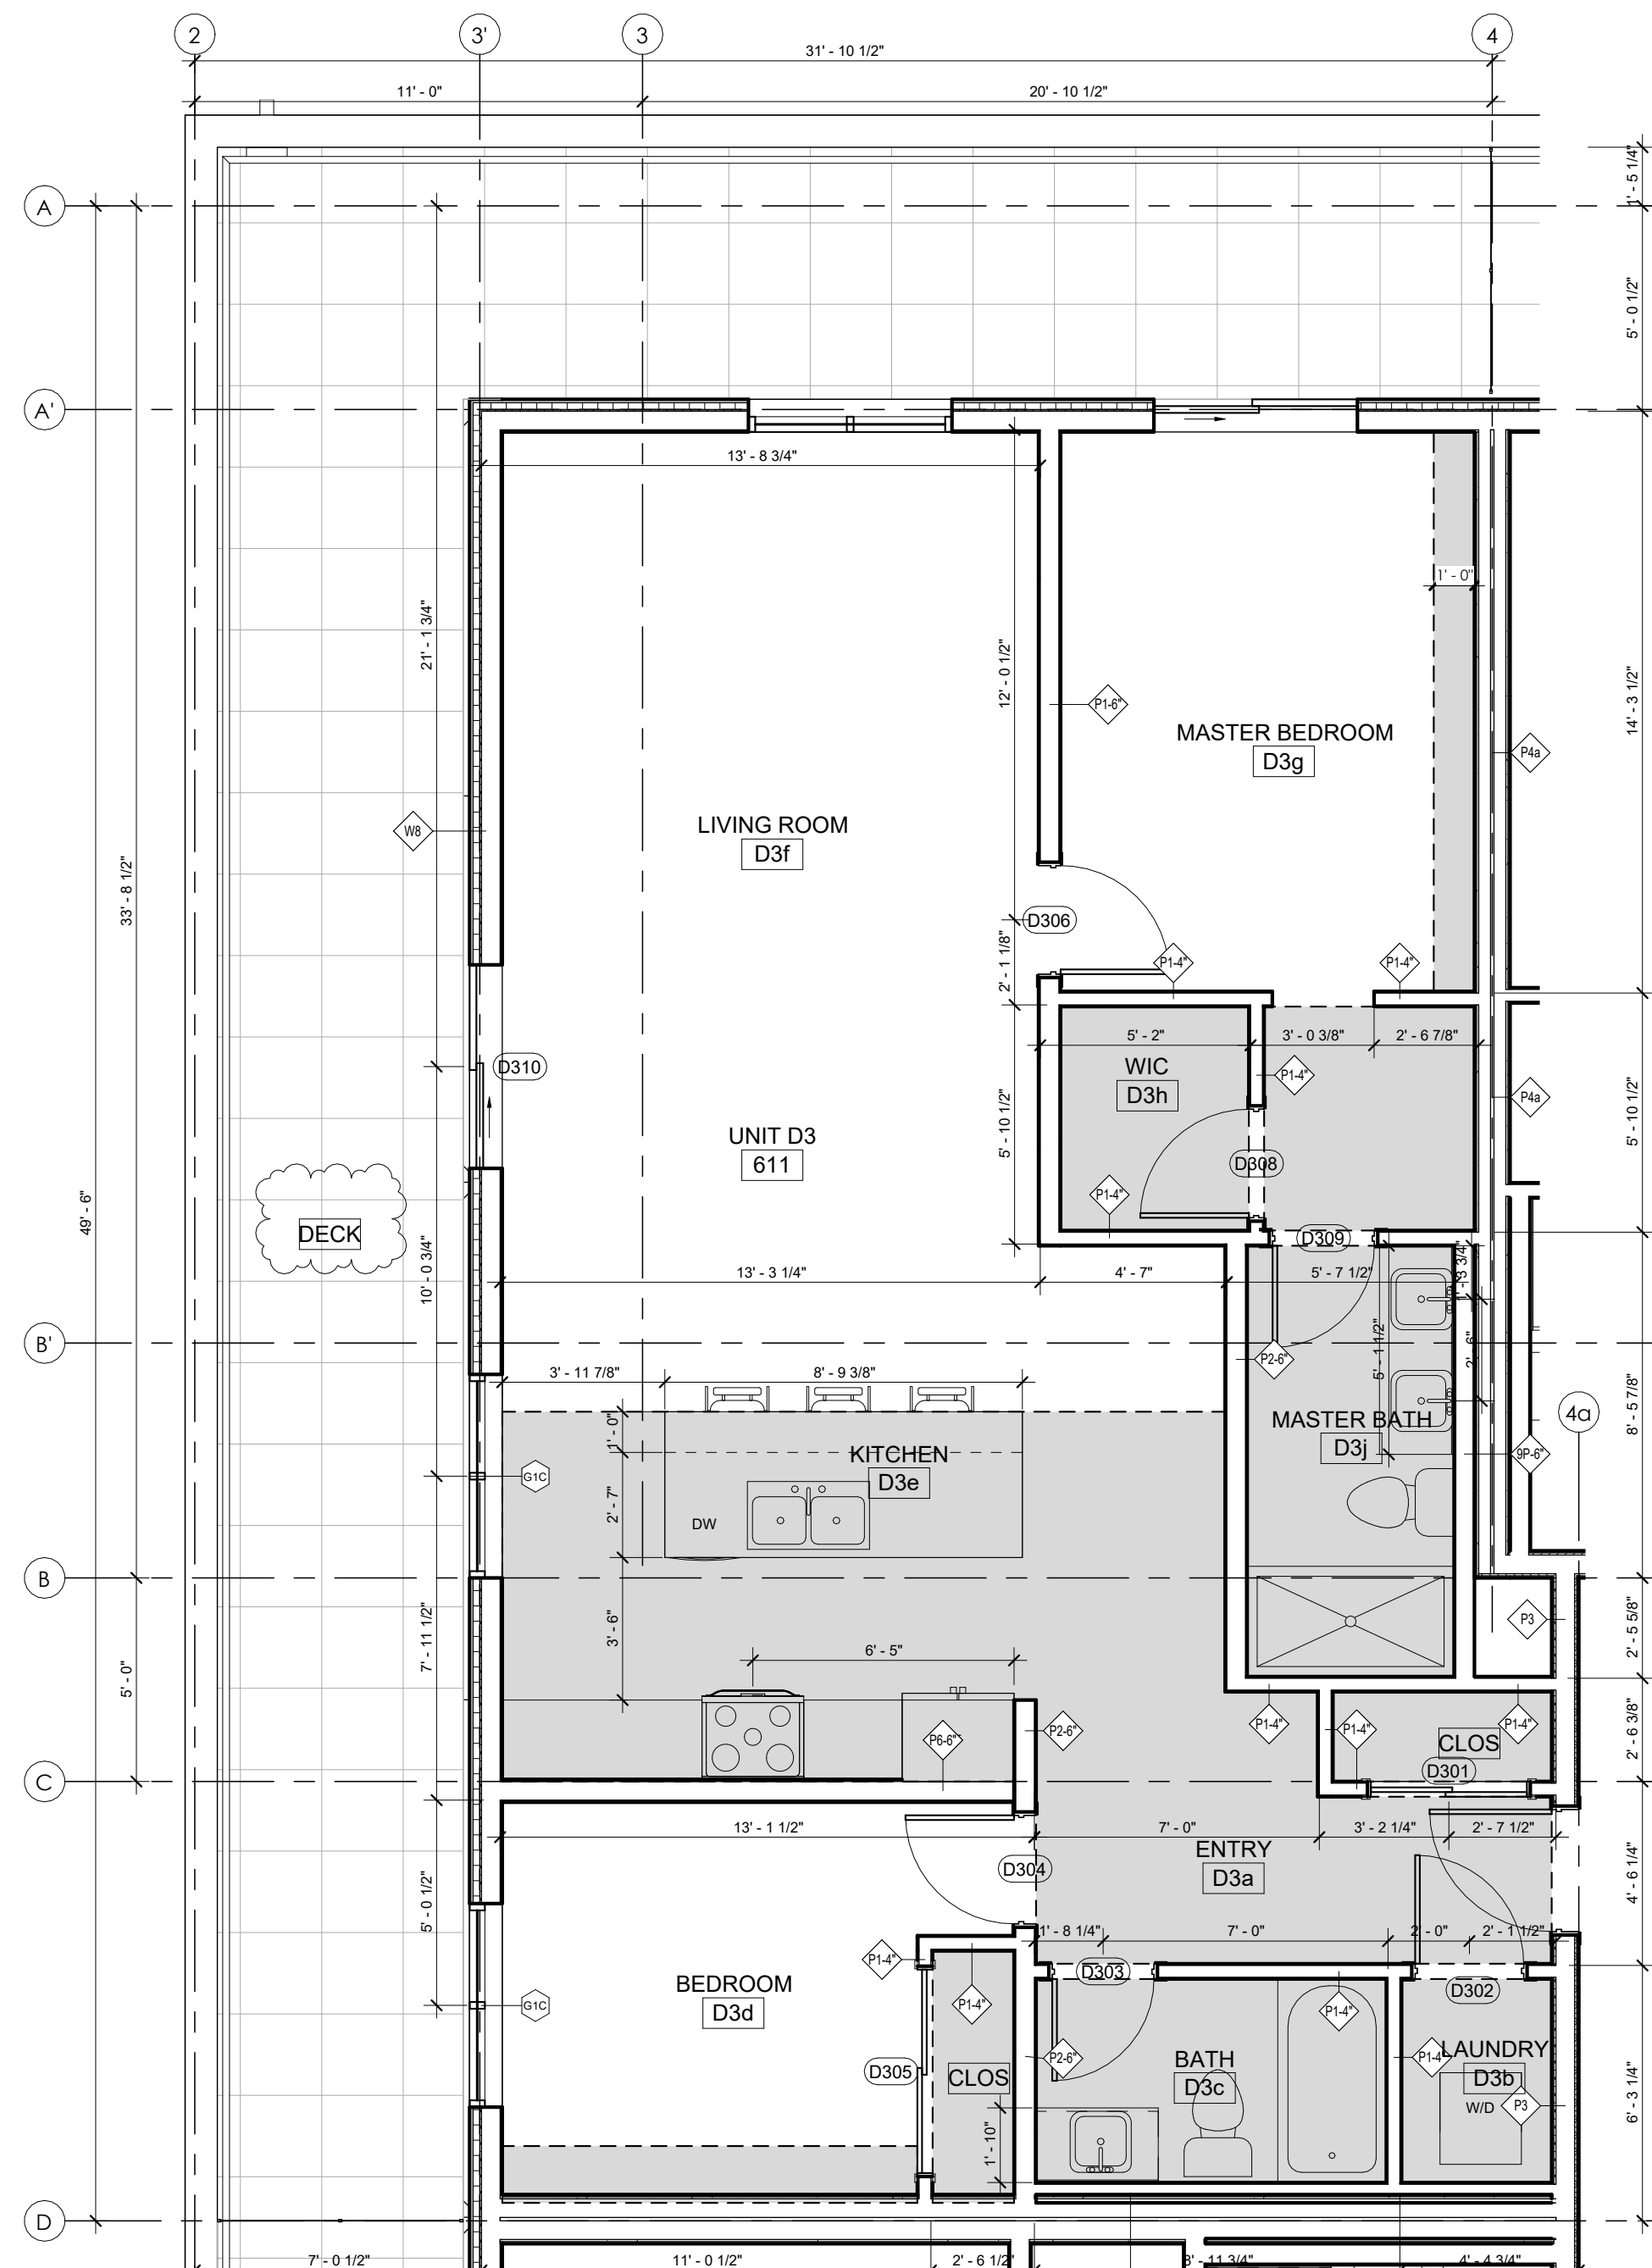 2
3'
3
4
31' - 10 1/2"
11' - 0"
20' - 10 1/2"
1' - 5 1/4"
A
5' - 0 1/2"
A'
13' - 8 3/4"
1' - 0"
21' - 1 3/4"
12' - 0 1/2"
14' - 3 1/2"
P1-6"
MASTER BEDROOM
D3g
P4a
LIVING ROOM
D3f
W8
33' - 8 1/2"
D306
2' - 1 1/8"
P1-4"
P1-4"
5' - 2"
3' - 0 3/8"
2' - 6 7/8"
WIC
D3h
P1-4"
D310
P4a
5' - 10 1/2"
5' - 10 1/2"
UNIT D3
611
D308
P1-4"
49' - 6"
DECK
D309
10' - 0 3/4"
13' - 3 1/4"
4' - 7"
5' - 7 1/2"
1' - 3 3/4"
B'
P2-6"
5' - 1 1/2"
2' - 6"
3' - 11 7/8"
8' - 9 3/8"
4a
MASTER BATH
D3j
8' - 5 7/8"
1' - 0"
KITCHEN
D3e
9P-6"
G1C
2' - 7"
DW
B
3' - 6"
7' - 11 1/2"
P3
2' - 5 5/8"
6' - 5"
5' - 0"
P6-6"
P2-6"
P1-4"
P1-4"
P1-4"
CLOS
2' - 6 3/8"
D301
C
13' - 1 1/2"
7' - 0"
3' - 2 1/4"
2' - 7 1/2"
ENTRY
D3a
D304
4' - 6 1/4"
5' - 0 1/2"
1' - 8 1/4"
7' - 0"
2' - 0"
2' - 1 1/2"
P1-4"
D303
BEDROOM
D3d
D302
G1C
P1-4"
P1-4"
LAUNDRY
D3b
P1-4"
P2-6"
BATH
D3c
D305
CLOS
W/D
P3
6' - 3 1/4"
1' - 10"
D
7' - 0 1/2"
11' - 0 1/2"
2' - 6 1/2"
8' - 11 3/4"
4' - 4 3/4"